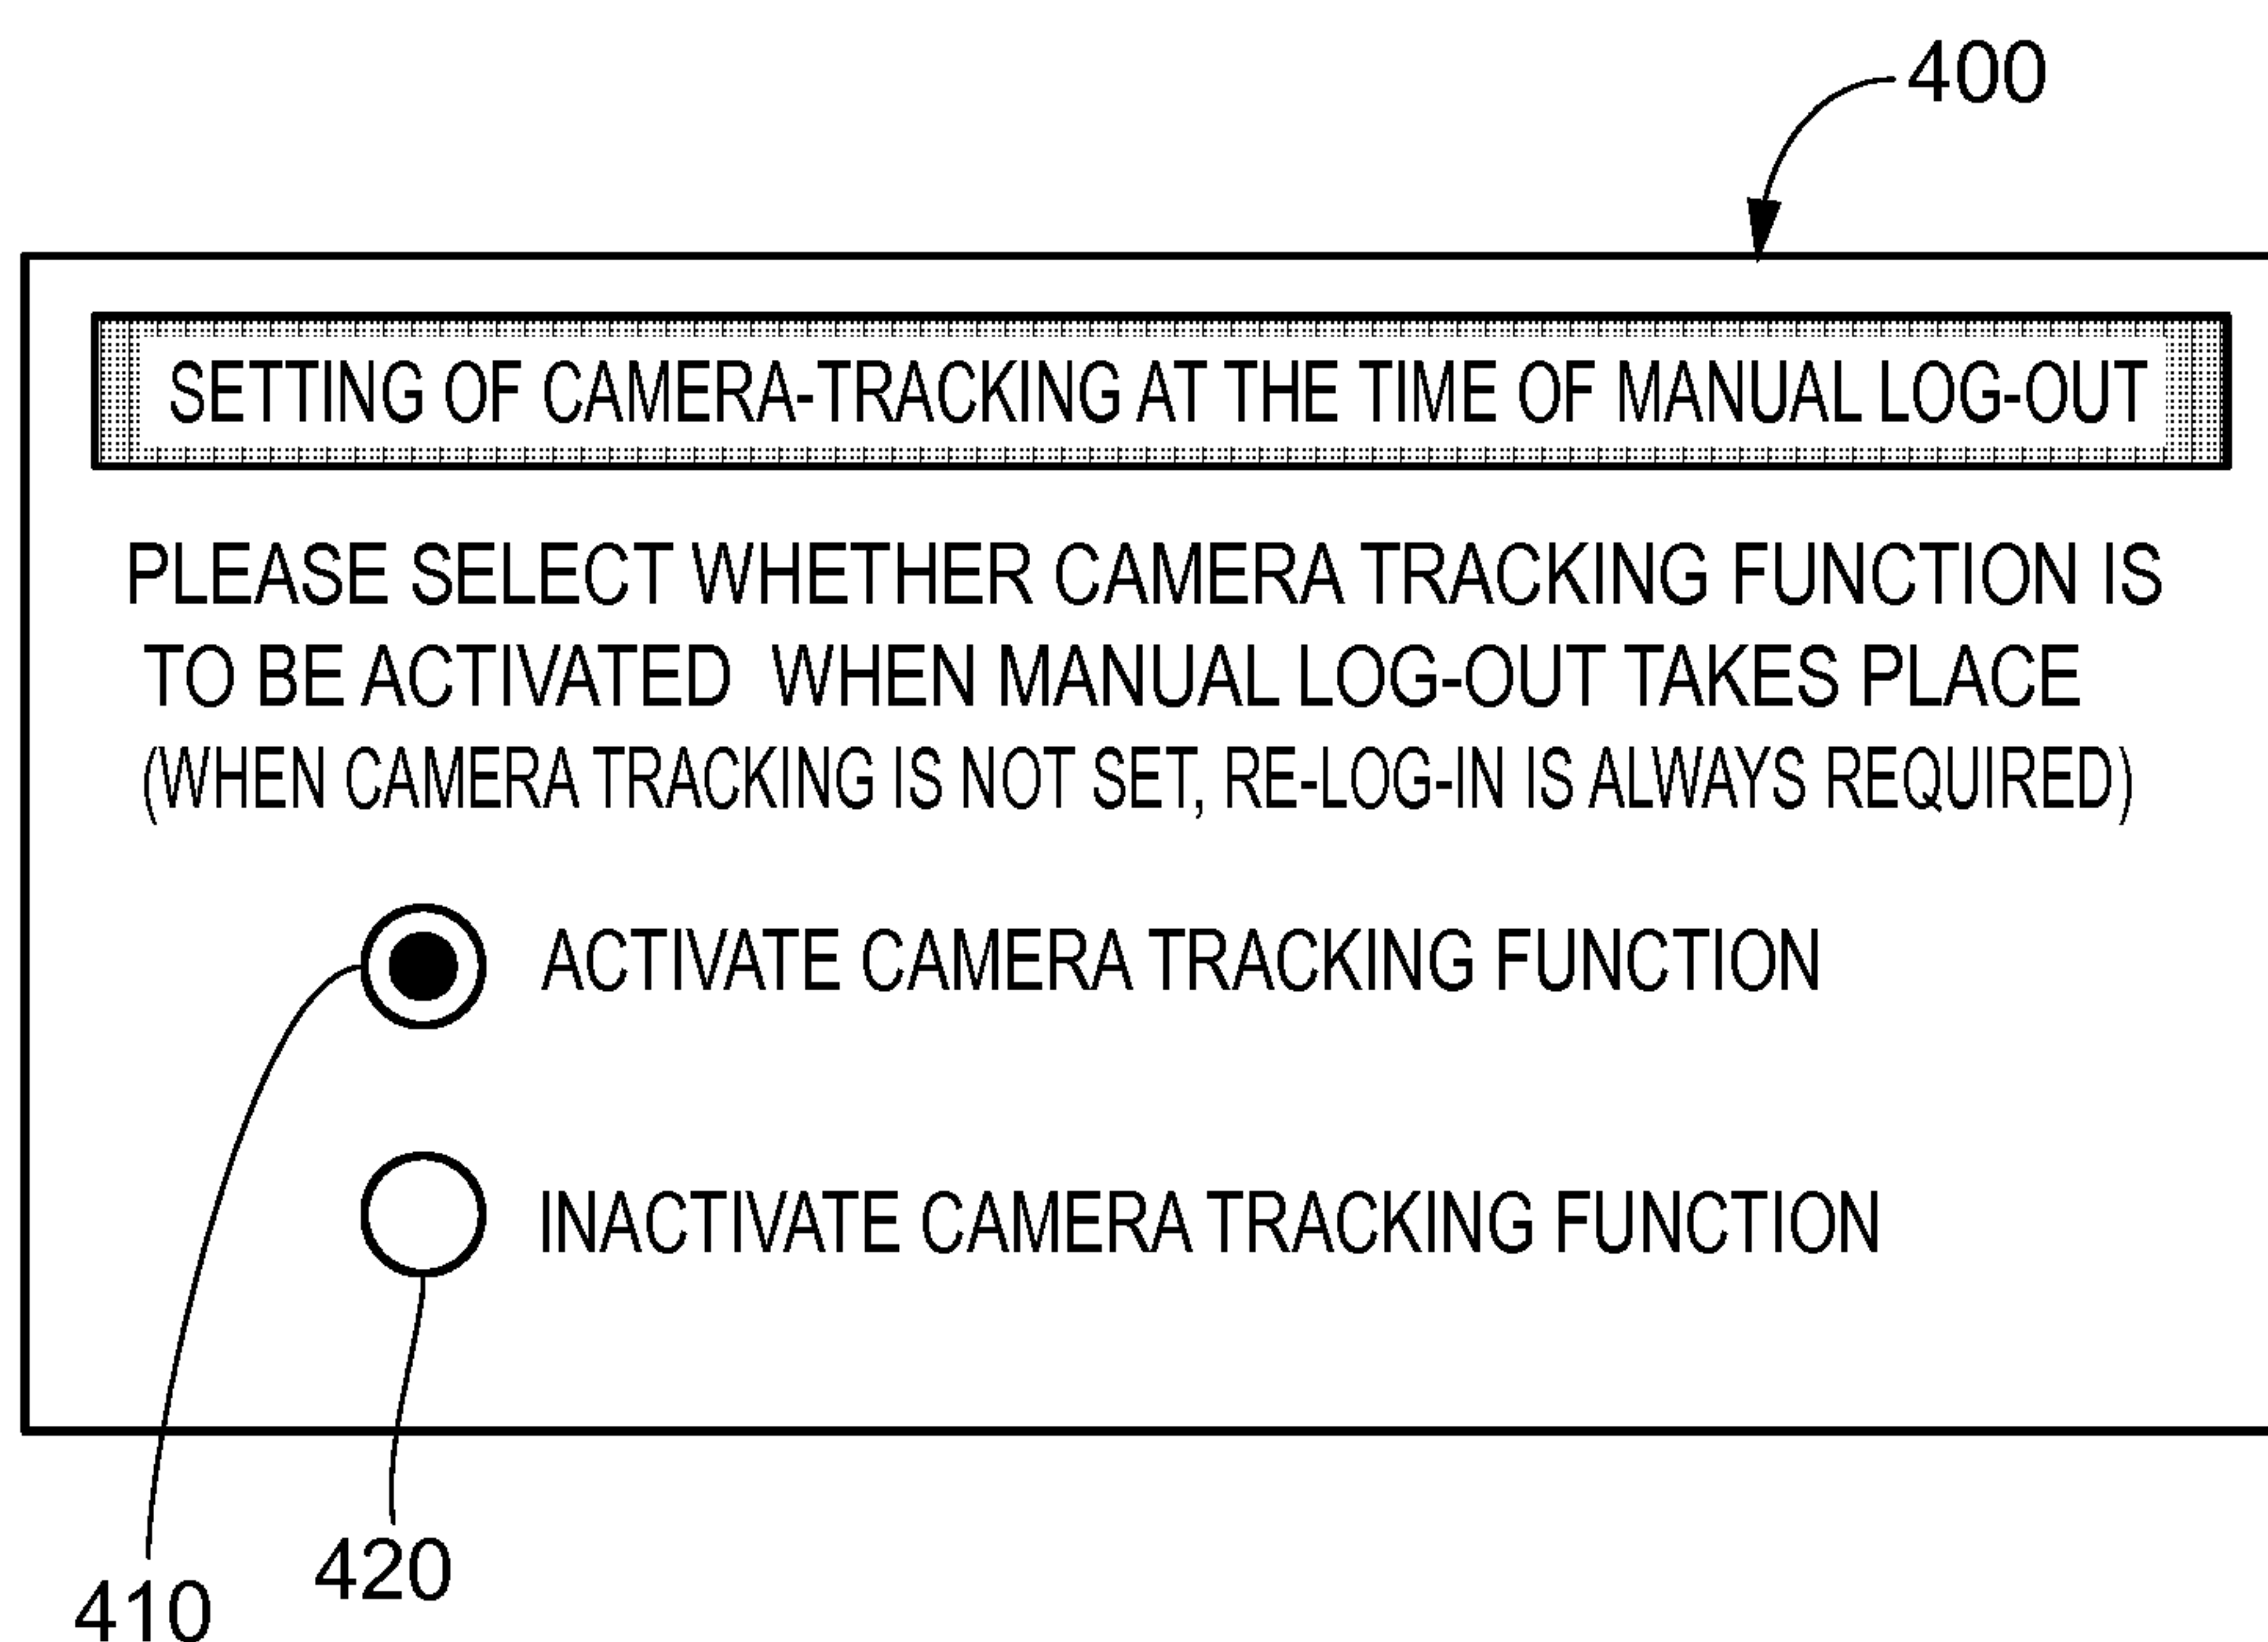 400
SETTING OF CAMERA-TRACKING AT THE TIME OF MANUAL LOG-OUT
PLEASE SELECT WHETHER CAMERA TRACKING FUNCTION IS
TO BE ACTIVATED WHEN MANUAL LOG-OUT TAKES PLACE
(WHEN CAMERA TRACKING IS NOT SET, RE-LOG-IN IS ALWAYS REQUIRED)
ACTIVATE CAMERA TRACKING FUNCTION
INACTIVATE CAMERA TRACKING FUNCTION
420
410